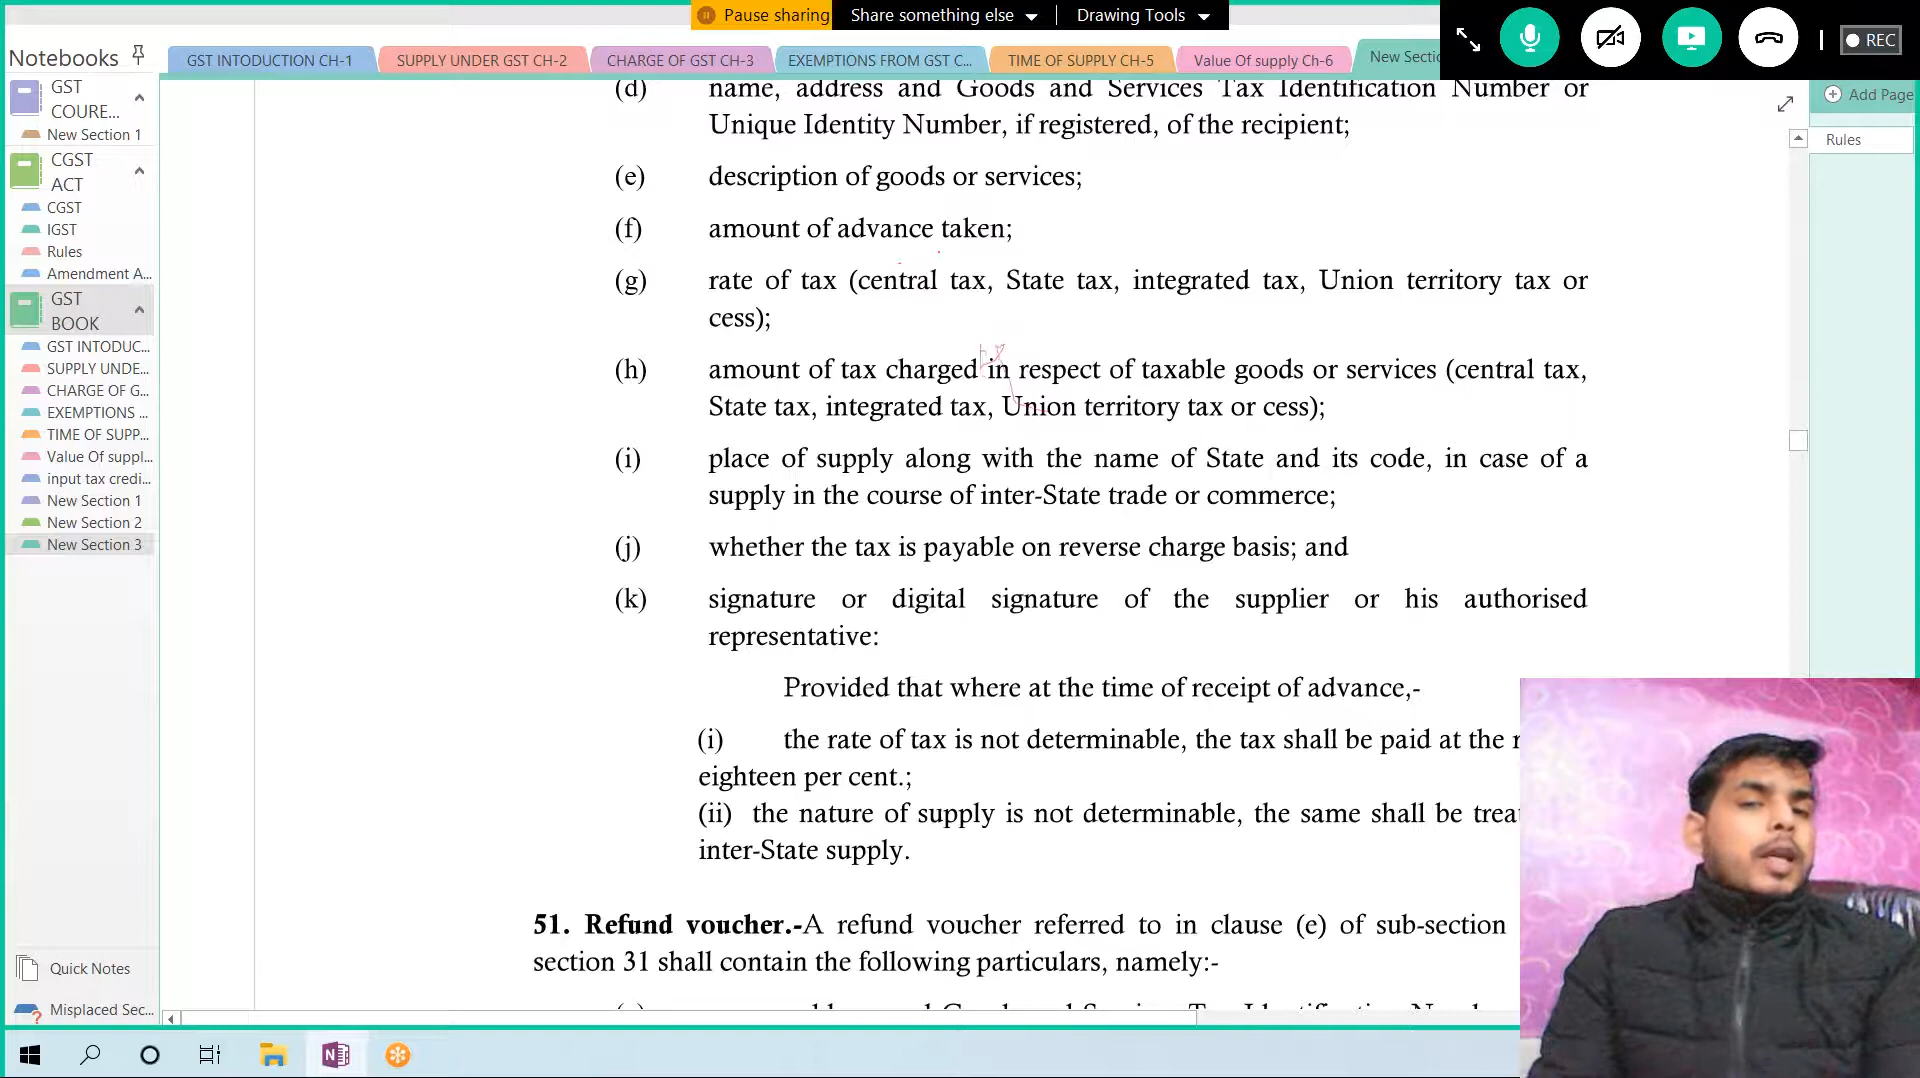 Pause sharing
Share something else
Drawing Tools
REC
Notebooks
GST INTODUCTION CH-1
SUPPLY UNDER GST CH-2
CHARGE OF GST CH-3
EXEMPTIONS FROM GST C...
TIME OF SUPPLY CH-5
Value Of supply Ch-6
New Sectio
Add Page
Rules
GST
COURE...
New Section 1
CGST
ACT
CGST
IGST
Rules
Amendment A...
GST
BOOK
GST INTODUC...
SUPPLY UNDE...
CHARGE OF G...
EXEMPTIONS ...
TIME OF SUPP...
Value Of suppl...
input tax credi...
New Section 1
New Section 2
New Section 3
Quick Notes
Misplaced Sec...
(d) name, address and Goods and Services Tax Identification Number or
Unique Identity Number, if registered, of the recipient;
(e) description of goods or services;
(f) amount of advance taken;
(g) rate of tax (central tax, State tax, integrated tax, Union territory tax or
cess);
(h) amount of tax charged in respect of taxable goods or services (central tax,
State tax, integrated tax, Union territory tax or cess);
(i) place of supply along with the name of State and its code, in case of a
supply in the course of inter-State trade or commerce;
(j) whether the tax is payable on reverse charge basis; and
(k) signature or digital signature of the supplier or his authorised
representative:
Provided that where at the time of receipt of advance,-
(i) the rate of tax is not determinable, the tax shall be paid at the
eighteen per cent.;
(ii) the nature of supply is not determinable, the same shall be
inter-State supply.
51. Refund voucher.-A refund voucher referred to in clause (e) of sub-section
section 31 shall contain the following particulars, namely:-